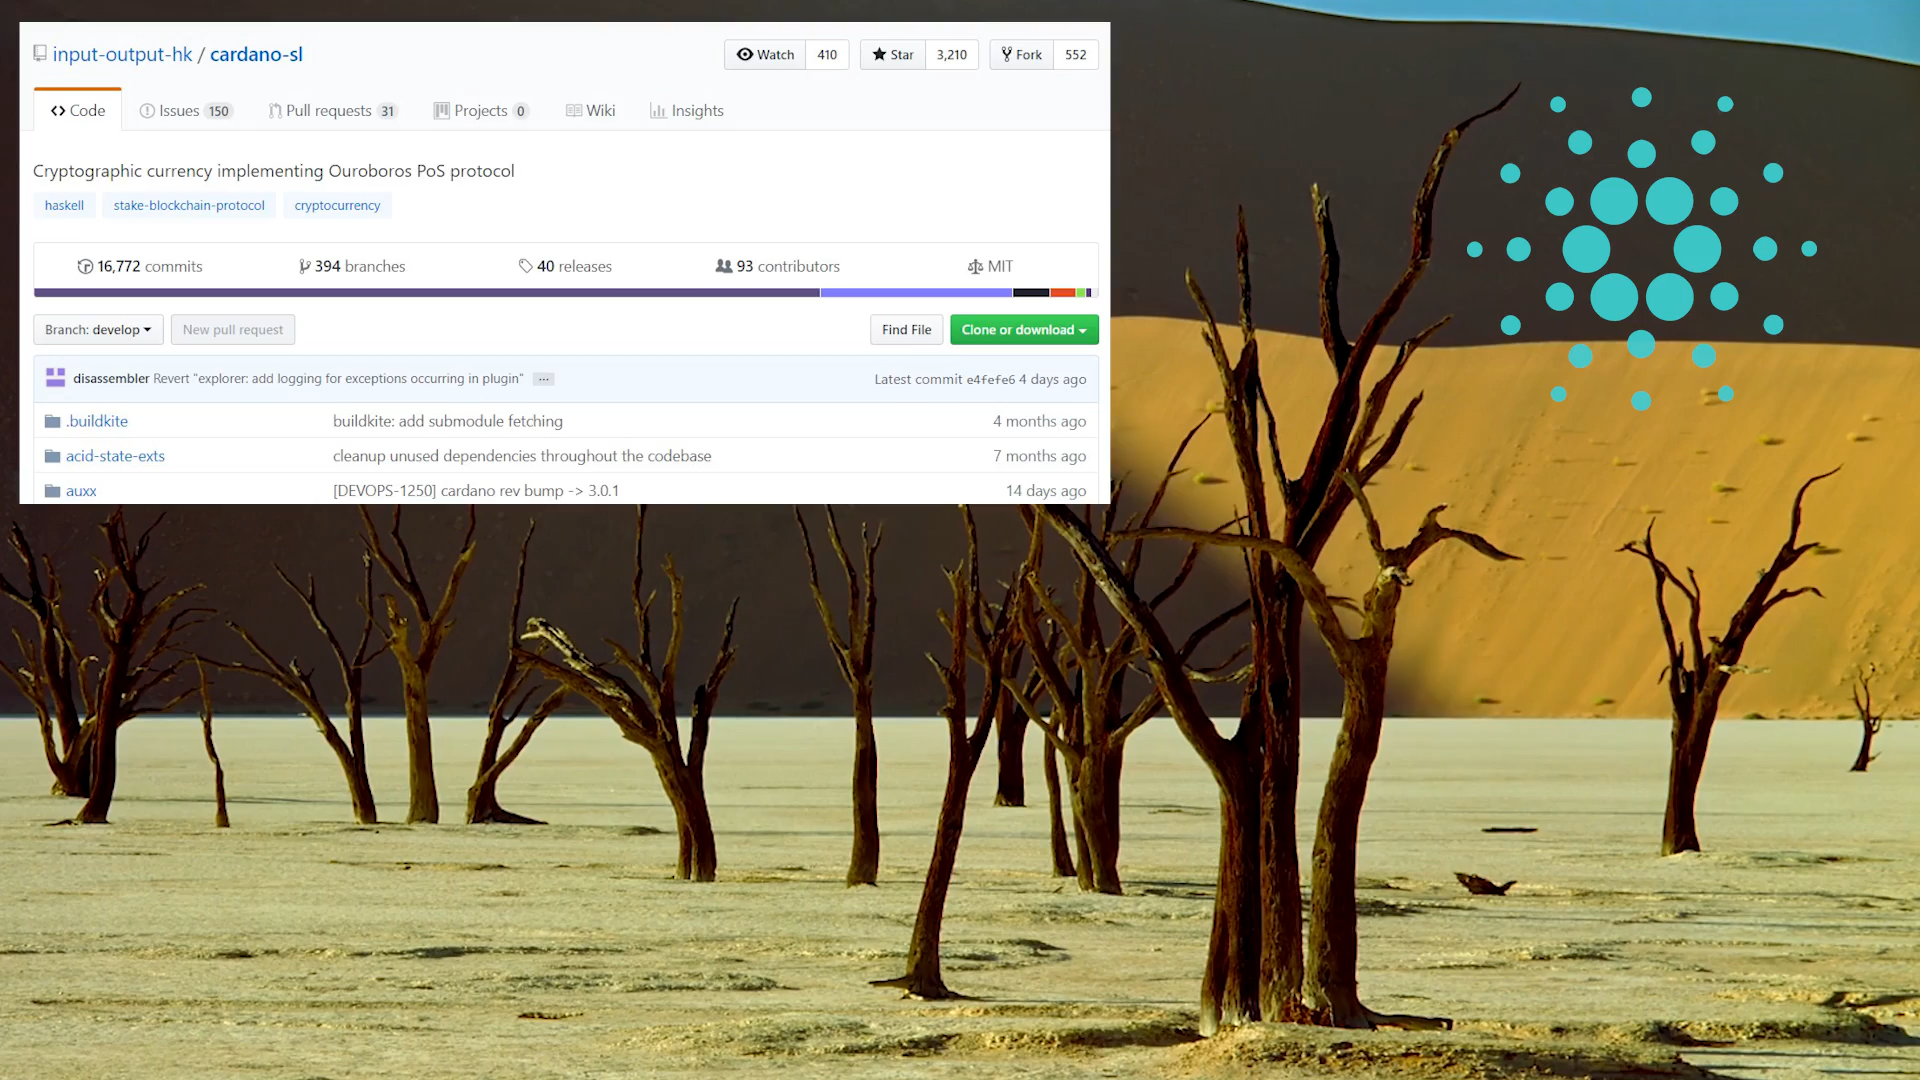 input-output-hk / cardano-sl
Watch 410 Star 3,210 Fork 552
Code Issues 150 Pull requests 31 Projects 0 Wiki Insights
Cryptographic currency implementing Ouroboros PoS protocol
haskell stake-blockchain-protocol cryptocurrency
16,772 commits 394 branches 40 releases 93 contributors MIT
Branch: develop New pull request Find File Clone or download
disassembler Revert "explorer: add logging for exceptions occurring in plugin" ... Latest commit e4fefe6 4 days ago
.buildkite buildkite: add submodule fetching 4 months ago
acid-state-exts cleanup unused dependencies throughout the codebase 7 months ago
auxx [DEVOPS-1250] cardano rev bump -> 3.0.1 14 days ago